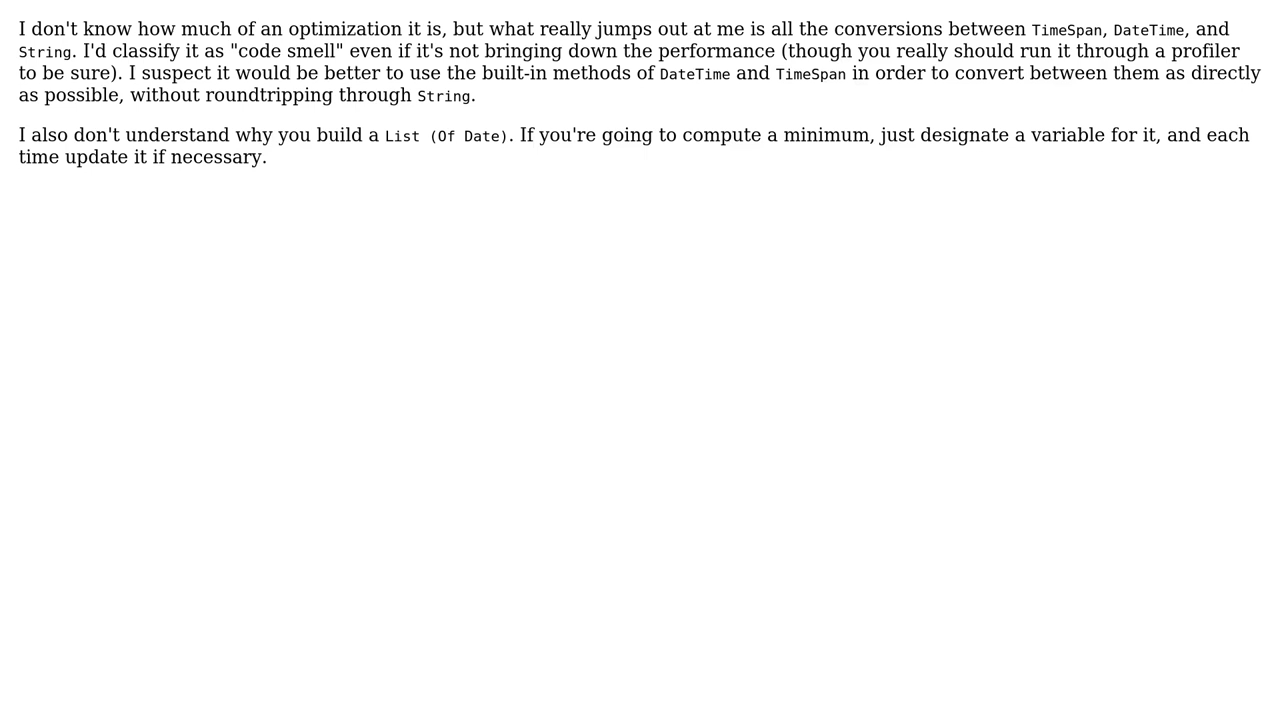 I don't know how much of an optimization it is, but what really jumps out at me is all the conversions between TimeSpan, DateTime, and
String. I'd classify it as "code smell" even if it's not bringing down the performance (though you really should run it through a profiler
to be sure). I suspect it would be better to use the built-in methods of DateTime and TimeSpan in order to convert between them as directly
as possible, without roundtripping through String.
I also don't understand why you build a List (Of Date). If you're going to compute a minimum, just designate a variable for it, and each
time update it if necessary.